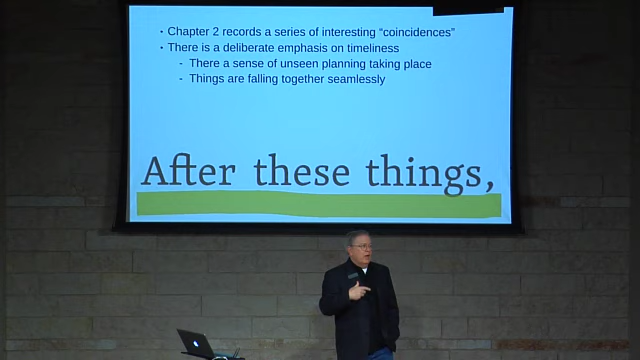 • Chapter 2 records a series of interesting “coincidences”
• There is a deliberate emphasis on timeliness
- There a sense of unseen planning taking place
- Things are falling together seamlessly
After these things,